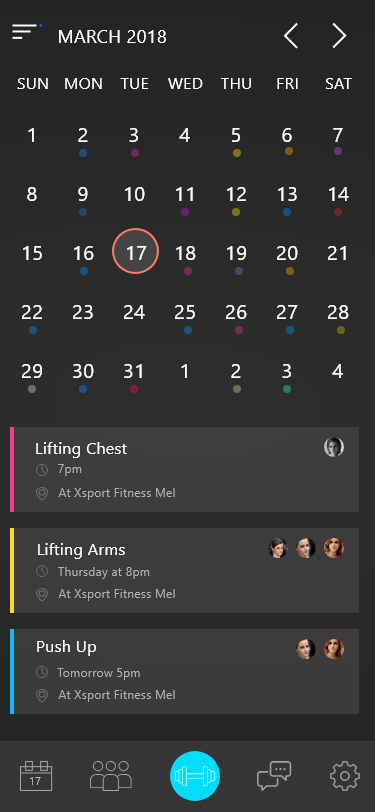 MARCH 2018
SUN MON TUE WED THU FRI SAT
1 2 3 4 5 6 7
8 9 10 11 12 13 14
15 16 17 18 19 20 21
22 23 24 25 26 27 28
29 30 31 1 2 3 4
Lifting Chest
7pm
At Xsport Fitness Mel
Lifting Arms
Thursday at 8pm
At Xsport Fitness Mel
Push Up
Tomorrow 5pm
At Xsport Fitness Mel
17